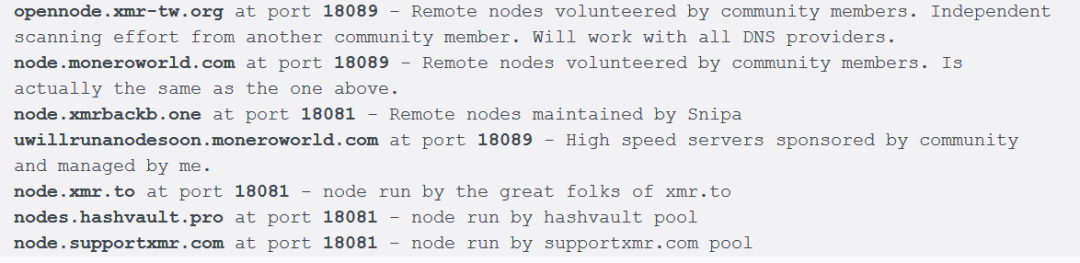 opennode.xmr-tw.org at port 18089 - Remote nodes volunteered by community members. Independent
scanning effort from another community member. Will work with all DNS providers.
node.moneroworld.com at port 18089 - Remote nodes volunteered by community members. Is
actually the same as the one above.
node.xmrbackb.one at port 18081 - Remote nodes maintained by Snipa
uwillrunanodesoon.moneroworld.com at port 18089 - High speed servers sponsored by community
and managed by me.
node.xmr.to at port 18081 - node run by the great folks of xmr.to
nodes.hashvault.pro at port 18081 - node run by hashvault pool
node.supportxmr.com at port 18081 - node run by supportxmr.com pool